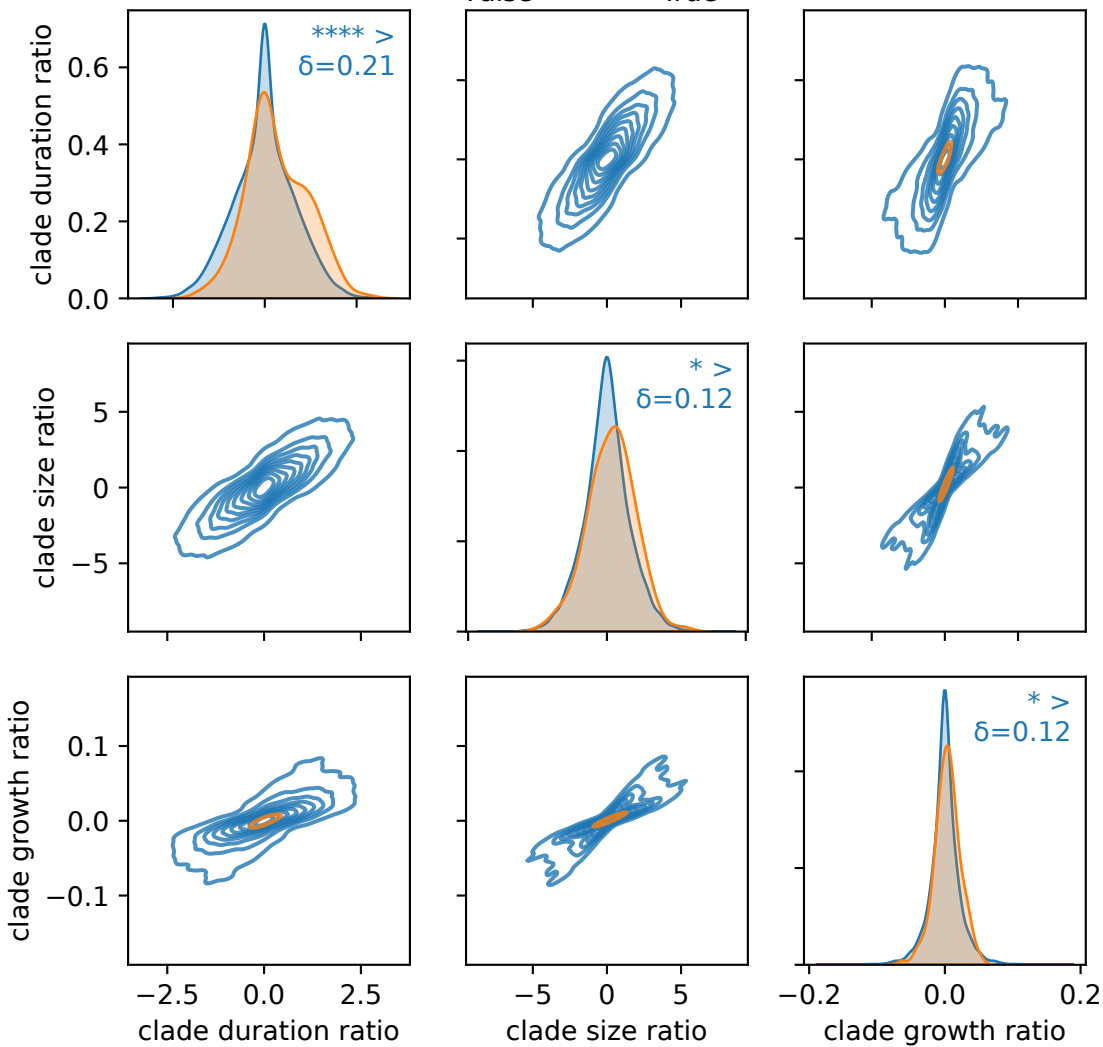 False True
clade duration ratio
0.6
0.4
0.2
0.0
**** >
δ=0.21
clade size ratio
5
0
−5
* >
δ=0.12
clade growth ratio
0.1
0.0
−0.1
* >
δ=0.12
−2.5 0.0 2.5
−5 0 5
−0.2 0.0 0.2
clade duration ratio
clade size ratio
clade growth ratio